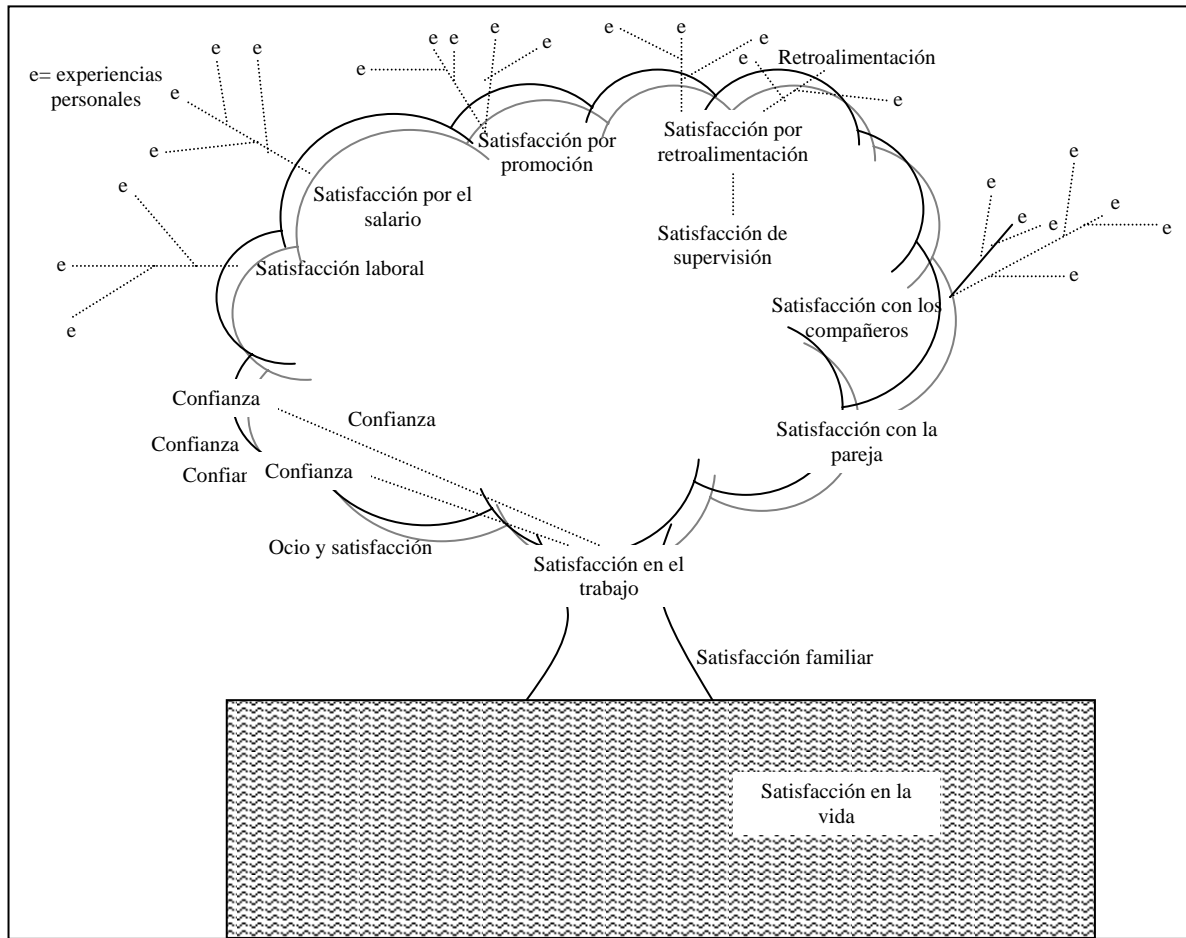 e
e
e
e
e
e
e
e
e
Retroalimentación
e= experiencias
personales
e
e
e
e
Satisfacción por
promoción
Satisfacción por
retroalimentación
e
e
e
Satisfacción por el
salario
e
e
e
e
e
Satisfacción de
supervisión
e
Satisfacción laboral
e
e
Satisfacción con los
compañeros
Confianza
Confianza
Satisfacción con la
pareja
Confianza
Confiar
Confianza
Ocio y satisfacción
Satisfacción en el
trabajo
Satisfacción familiar
Satisfacción en la
vida